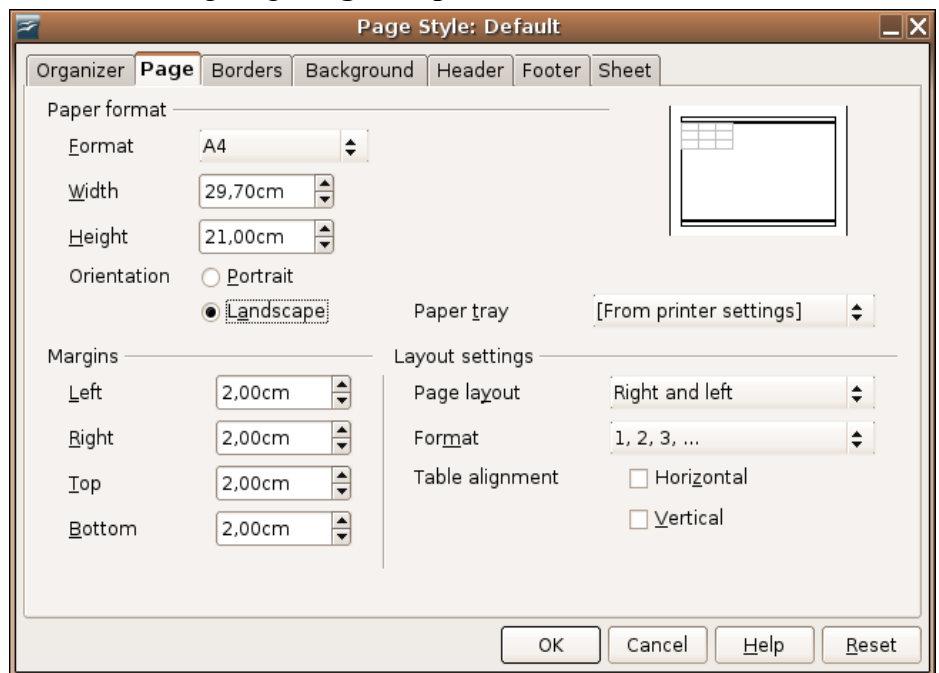 Page Style: Default
Organizer Page Borders Background Header Footer Sheet
Paper format
Format A4
Width 29,70cm
Height 21,00cm
Orientation Portrait
Landscape Paper tray [From printer settings]
Margins Layout settings
Left 2,00cm Page layout Right and left
Right 2,00cm Format 1, 2, 3, ...
Top 2,00cm Table alignment Horizontal
Bottom 2,00cm Vertical
OK Cancel Help Reset